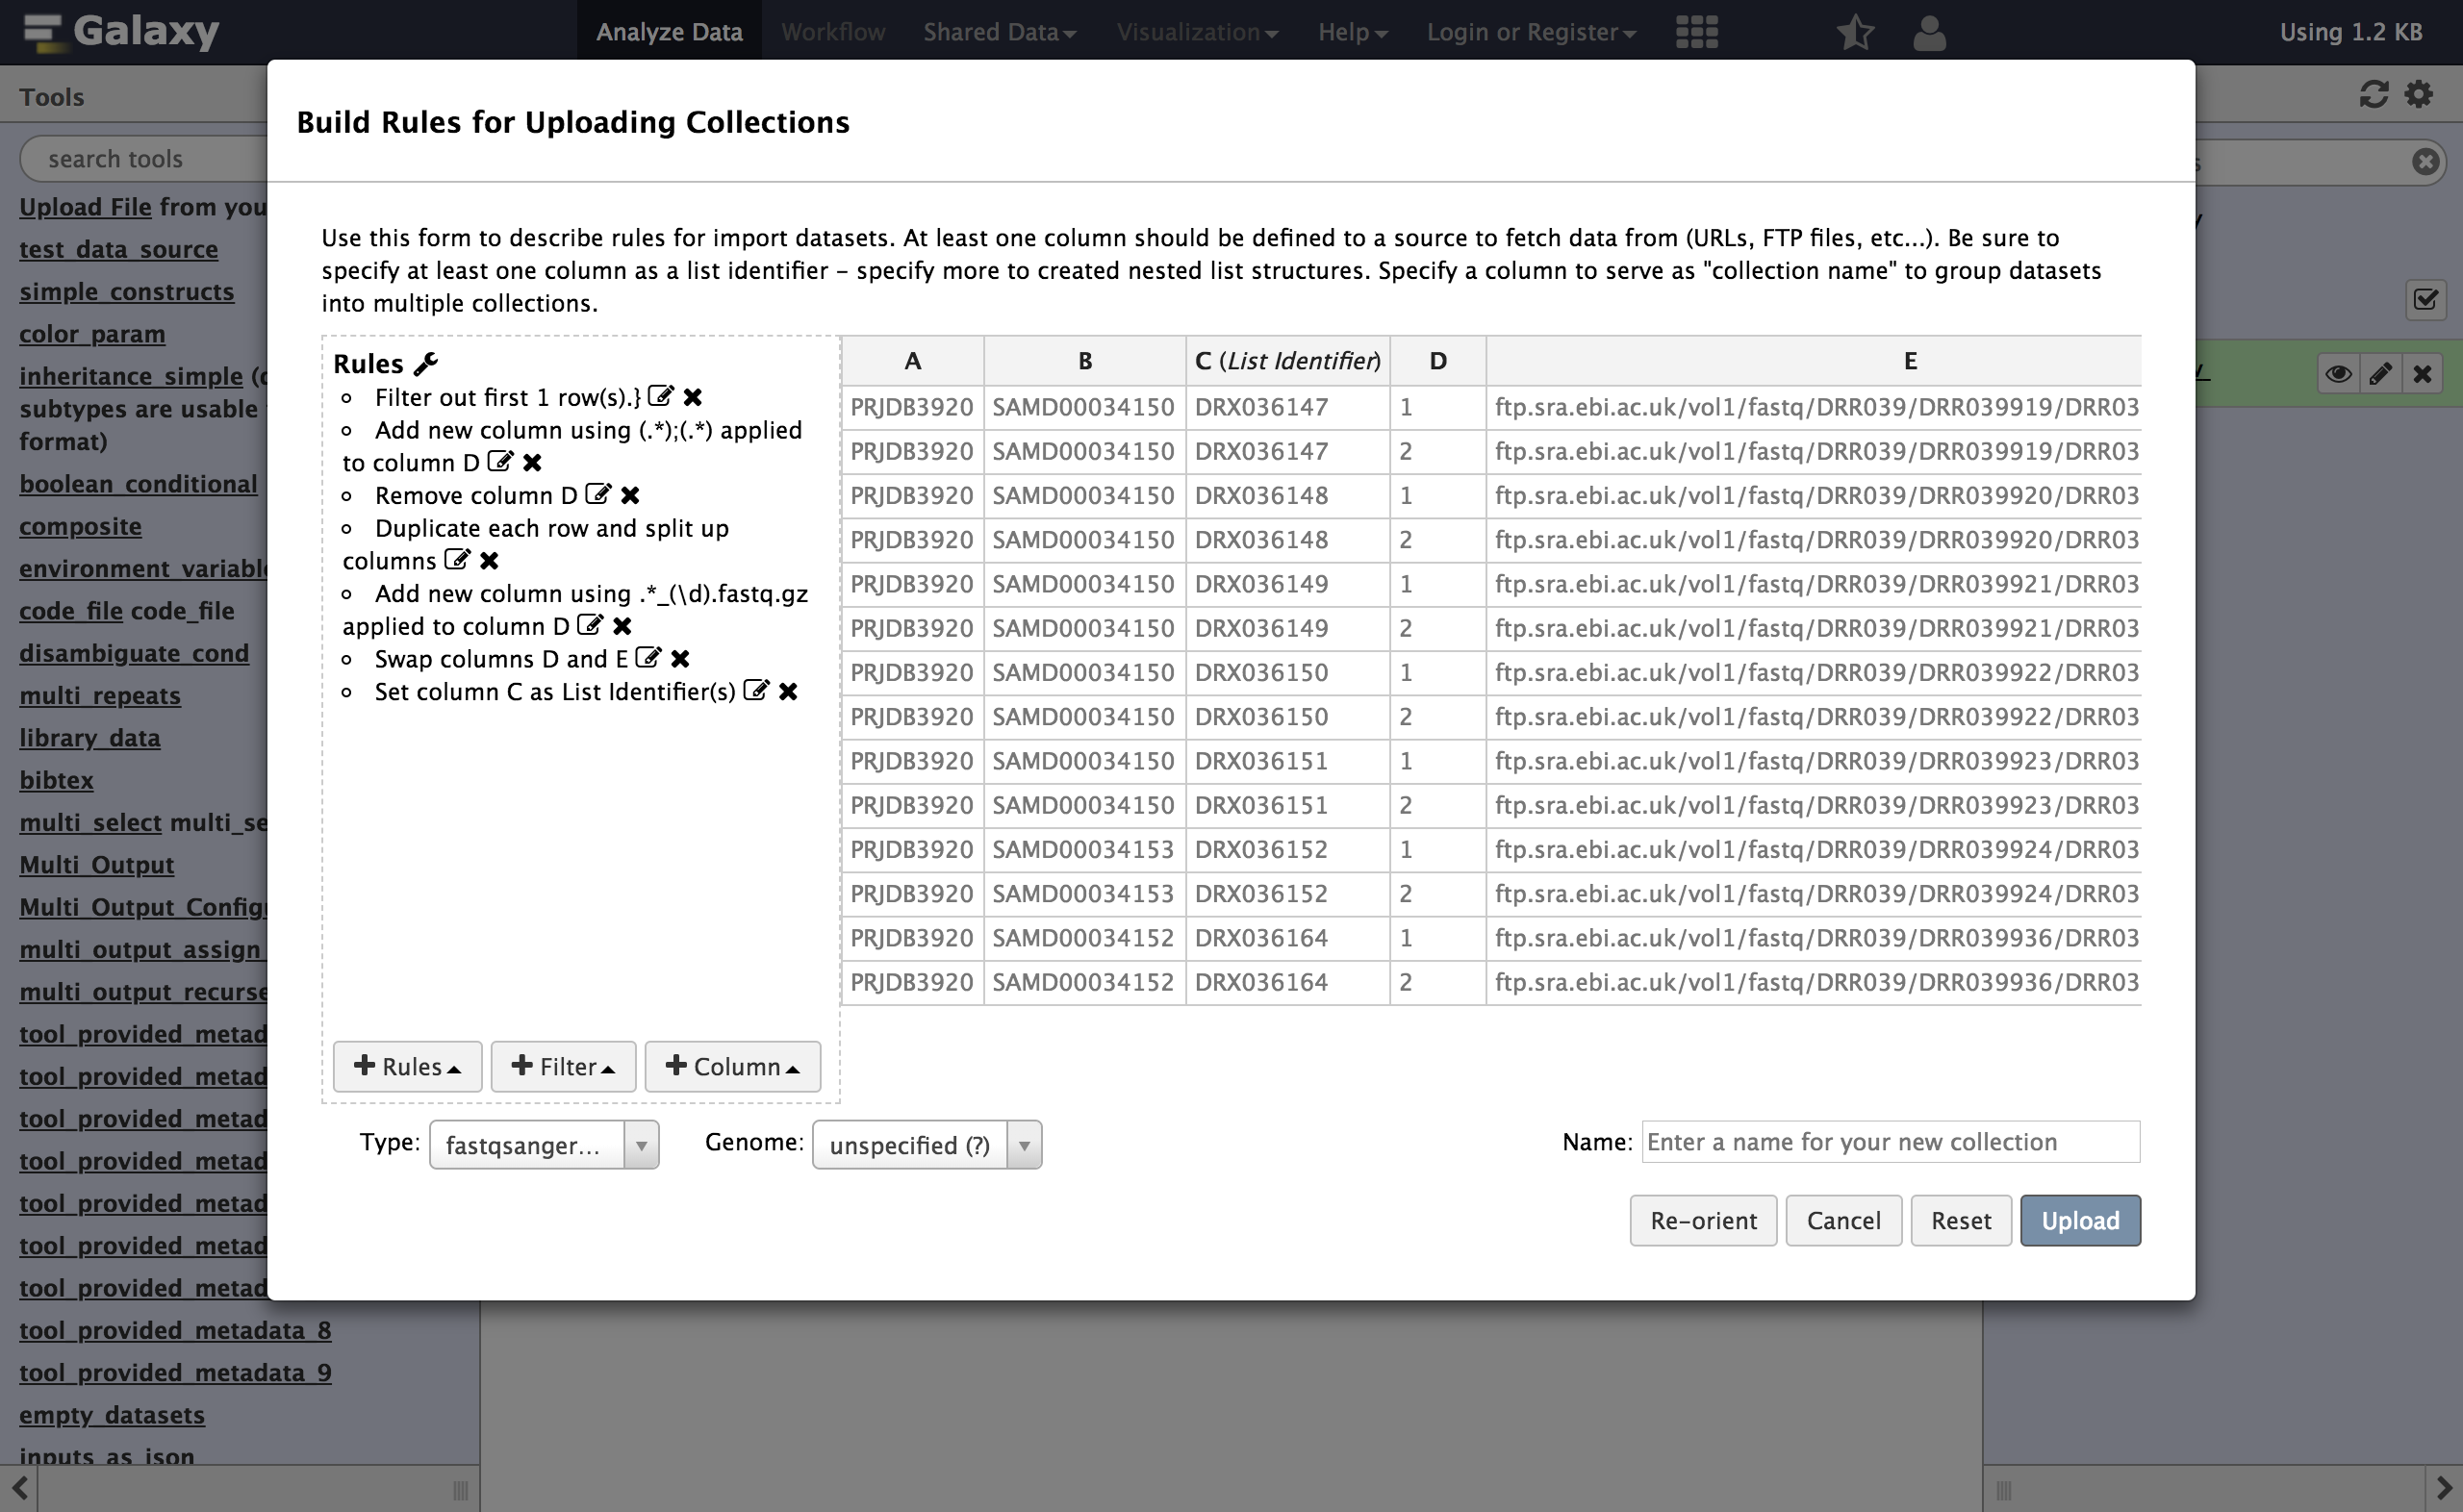 Galaxy
Analyze Data
Workflow
Shared Data
Visualization
Help
Login or Register
Using 1.2 KB
Tools
search tools
Upload File from you
test_data_source
simple_constructs
color_param
inheritance_simple
subtypes are usable
format)
boolean_conditional
composite
environment_variable
code_file code_file
disambiguate_cond
multi_repeats
library_data
bibtex
multi_select multi_se
Multi_Output
Multi_Output_Configu
multi_output_assign
multi_output_recurse
tool_provided_metad
tool_provided_metad
tool_provided_metad
tool_provided_metad
tool_provided_metad
tool_provided_metad
tool_provided_metad
tool_provided_metadata_8
tool_provided_metadata_9
empty_datasets
inputs_as_json
Build Rules for Uploading Collections
Use this form to describe rules for import datasets. At least one column should be defined to a source to fetch data from (URLs, FTP files, etc...). Be sure to
specify at least one column as a list identifier - specify more to created nested list structures. Specify a column to serve as "collection name" to group datasets
into multiple collections.
Rules
Filter out first 1 row(s).}
Add new column using (.*);(.*) applied
to column D
Remove column D
Duplicate each row and split up
columns
Add new column using .*_(\d).fastq.gz
applied to column D
Swap columns D and E
Set column C as List Identifier(s)
Rules
Filter
Column
A B C (List Identifier) D E
PRJDB3920 SAMD00034150 DRX036147 1 ftp.sra.ebi.ac.uk/vol1/fastq/DRR039/DRR039919/DRR03
PRJDB3920 SAMD00034150 DRX036147 2 ftp.sra.ebi.ac.uk/vol1/fastq/DRR039/DRR039919/DRR03
PRJDB3920 SAMD00034150 DRX036148 1 ftp.sra.ebi.ac.uk/vol1/fastq/DRR039/DRR039920/DRR03
PRJDB3920 SAMD00034150 DRX036148 2 ftp.sra.ebi.ac.uk/vol1/fastq/DRR039/DRR039920/DRR03
PRJDB3920 SAMD00034150 DRX036149 1 ftp.sra.ebi.ac.uk/vol1/fastq/DRR039/DRR039921/DRR03
PRJDB3920 SAMD00034150 DRX036149 2 ftp.sra.ebi.ac.uk/vol1/fastq/DRR039/DRR039921/DRR03
PRJDB3920 SAMD00034150 DRX036150 1 ftp.sra.ebi.ac.uk/vol1/fastq/DRR039/DRR039922/DRR03
PRJDB3920 SAMD00034150 DRX036150 2 ftp.sra.ebi.ac.uk/vol1/fastq/DRR039/DRR039922/DRR03
PRJDB3920 SAMD00034150 DRX036151 1 ftp.sra.ebi.ac.uk/vol1/fastq/DRR039/DRR039923/DRR03
PRJDB3920 SAMD00034150 DRX036151 2 ftp.sra.ebi.ac.uk/vol1/fastq/DRR039/DRR039923/DRR03
PRJDB3920 SAMD00034153 DRX036152 1 ftp.sra.ebi.ac.uk/vol1/fastq/DRR039/DRR039924/DRR03
PRJDB3920 SAMD00034153 DRX036152 2 ftp.sra.ebi.ac.uk/vol1/fastq/DRR039/DRR039924/DRR03
PRJDB3920 SAMD00034152 DRX036164 1 ftp.sra.ebi.ac.uk/vol1/fastq/DRR039/DRR039936/DRR03
PRJDB3920 SAMD00034152 DRX036164 2 ftp.sra.ebi.ac.uk/vol1/fastq/DRR039/DRR039936/DRR03
Type: fastqsanger...
Genome: unspecified (?)
Name: Enter a name for your new collection
Re-orient
Cancel
Reset
Upload